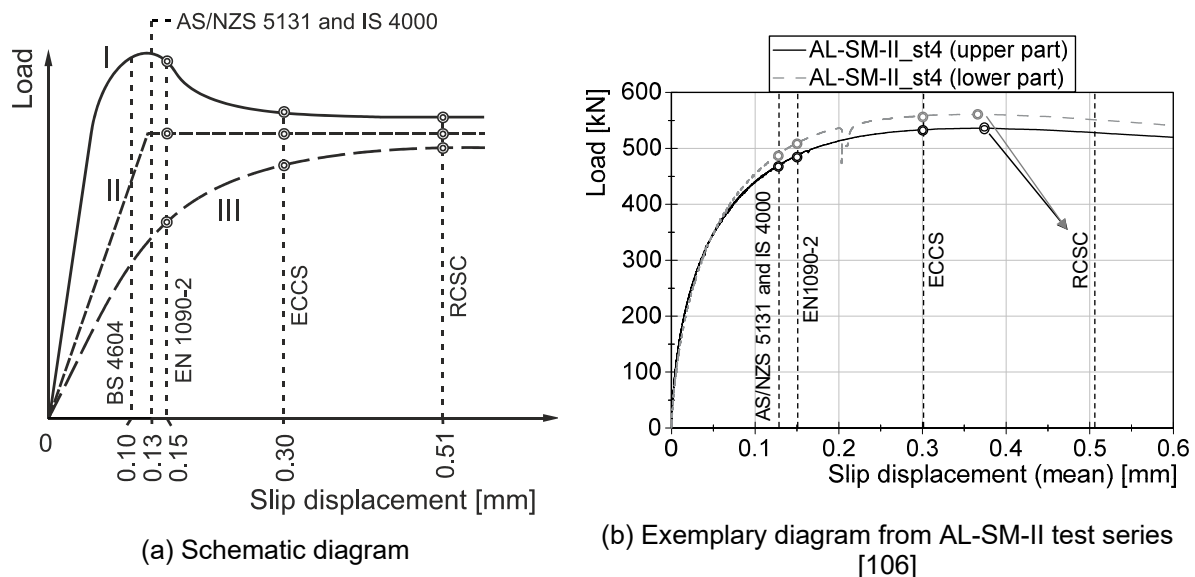 AS/NZS 5131 and IS 4000
Load
I
II
III
BS 4604
EN 1090-2
ECCS
RCSC
0
0.10
0.13
0.15
0.30
0.51
Slip displacement [mm]
(a) Schematic diagram
AL-SM-II_st4 (upper part)
AL-SM-II_st4 (lower part)
Load [kN]
600
500
400
300
200
100
0
AS/NZS 5131 and IS 4000
EN1090-2
ECCS
RCSC
0
0.1
0.2
0.3
0.4
0.5
0.6
Slip displacement (mean) [mm]
(b) Exemplary diagram from AL-SM-II test series
[106]